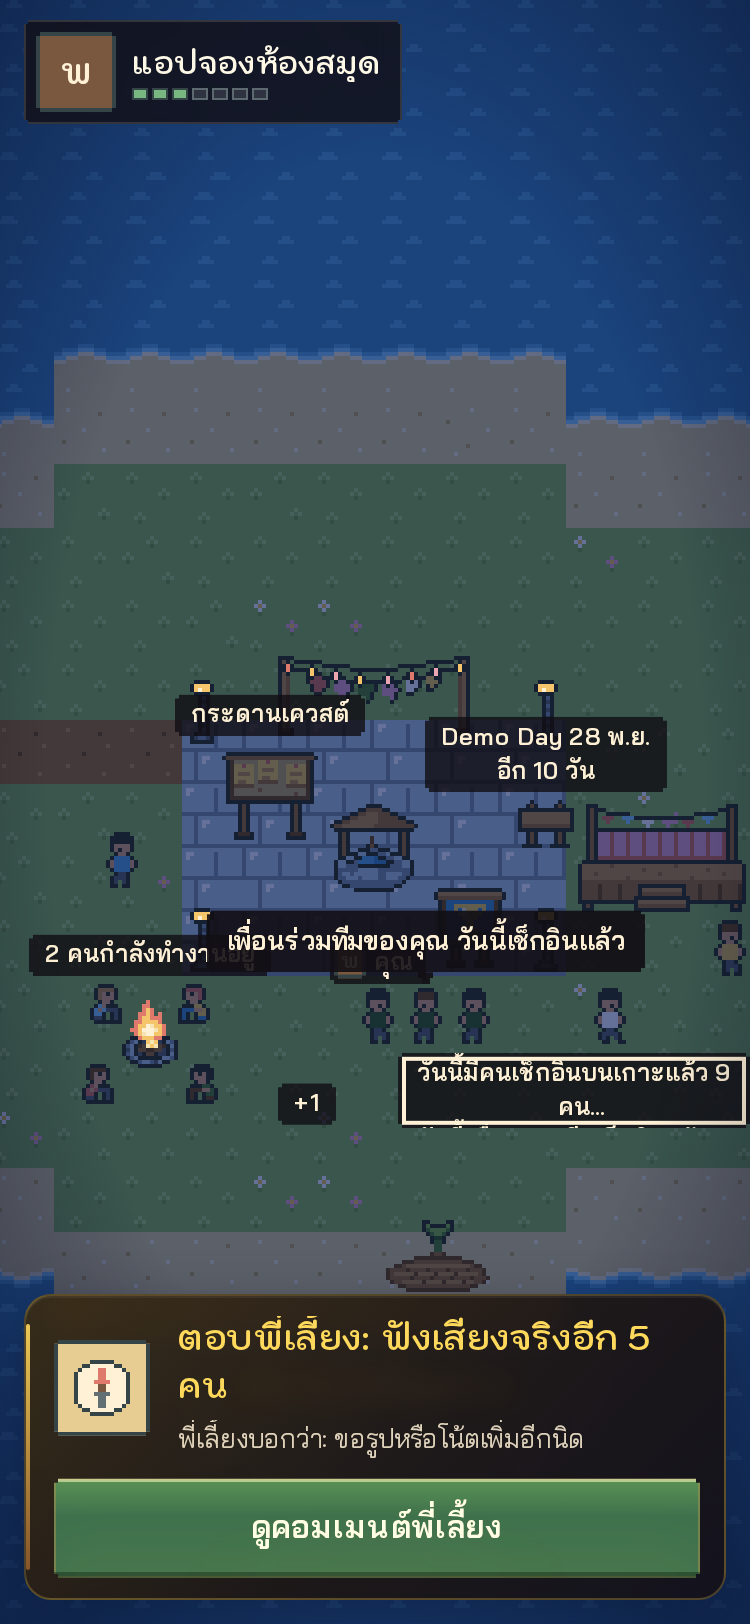 พ
แอปจองห้องสมุด
กระดานเควสต์
Demo Day 28 พ.ย.
อีก 10 วัน
2 คนกำลังทำงานอยู่
เพื่อนร่วมทีมของคุณ วันนี้เช็กอินแล้ว
พ คุณ
วันนี้มีคนเช็กอินบนเกาะแล้ว 9
คน...
+1
ตอบพี่เลี้ยง: ฟังเสียงจริงอีก 5
คน
พี่เลี้ยงบอกว่า: ขอรูปหรือโน้ตเพิ่มอีกนิด
ดูคอมเมนต์พี่เลี้ยง